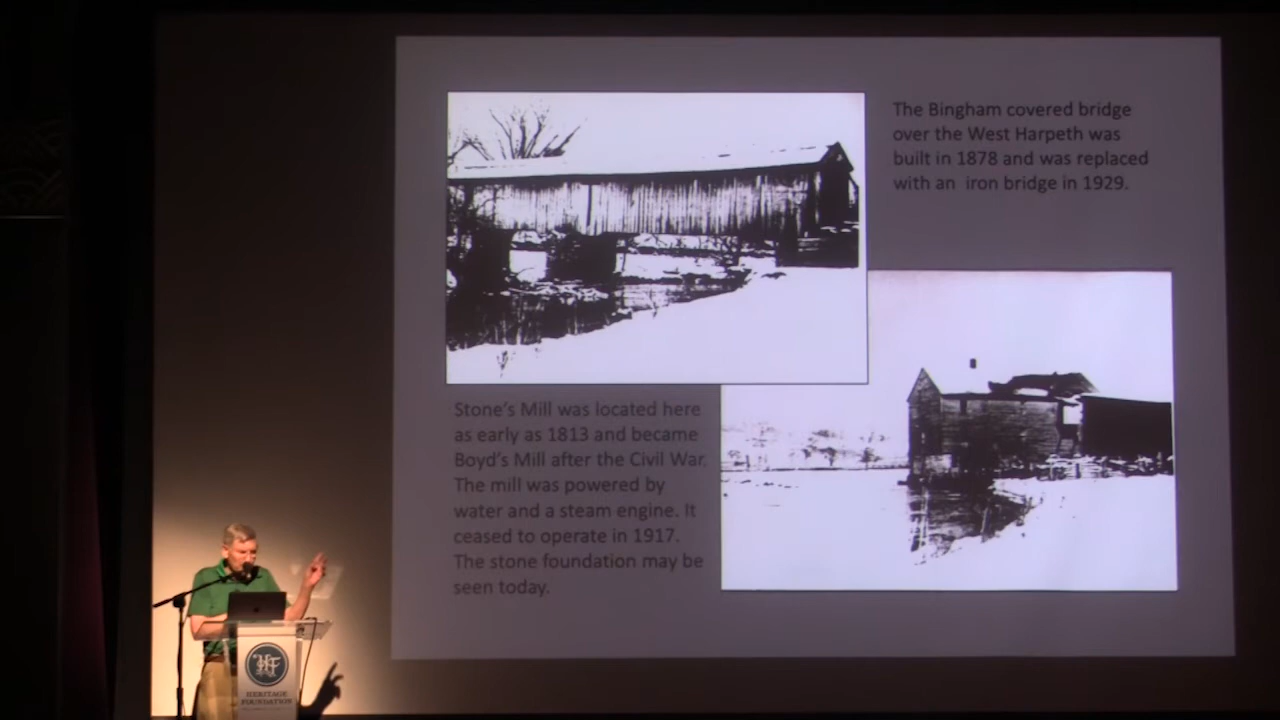 The Bingham covered bridge
over the West Harpeth was
built in 1878 and was replaced
with an iron bridge in 1929.
Stone's Mill was located here
as early as 1813 and became
Boyd's Mill after the Civil War.
The mill was powered by
water and a steam engine. It
ceased to operate in 1917.
The stone foundation may be
seen today.
HF
HERITAGE
FOUNDATION